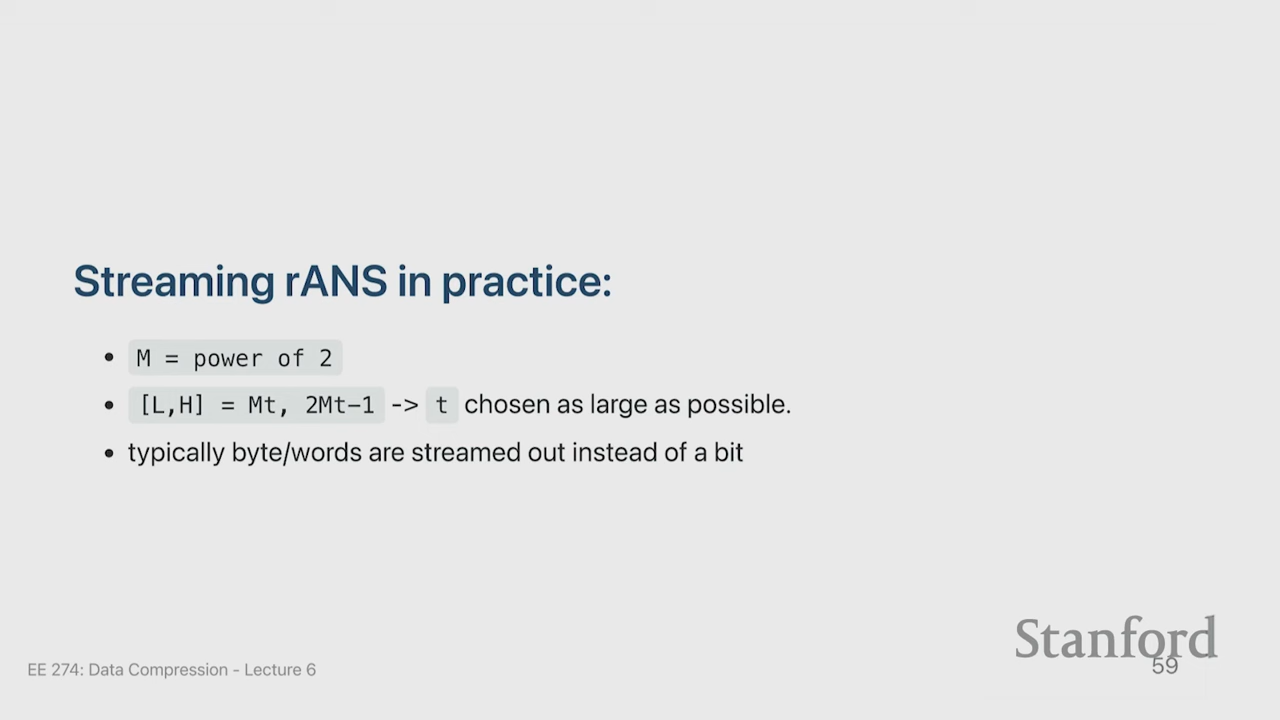 Streaming rANS in practice:
• M = power of 2
• [L,H] = Mt, 2Mt-1 -> t chosen as large as possible.
• typically byte/words are streamed out instead of a bit
Stanford
59
EE 274: Data Compression - Lecture 6